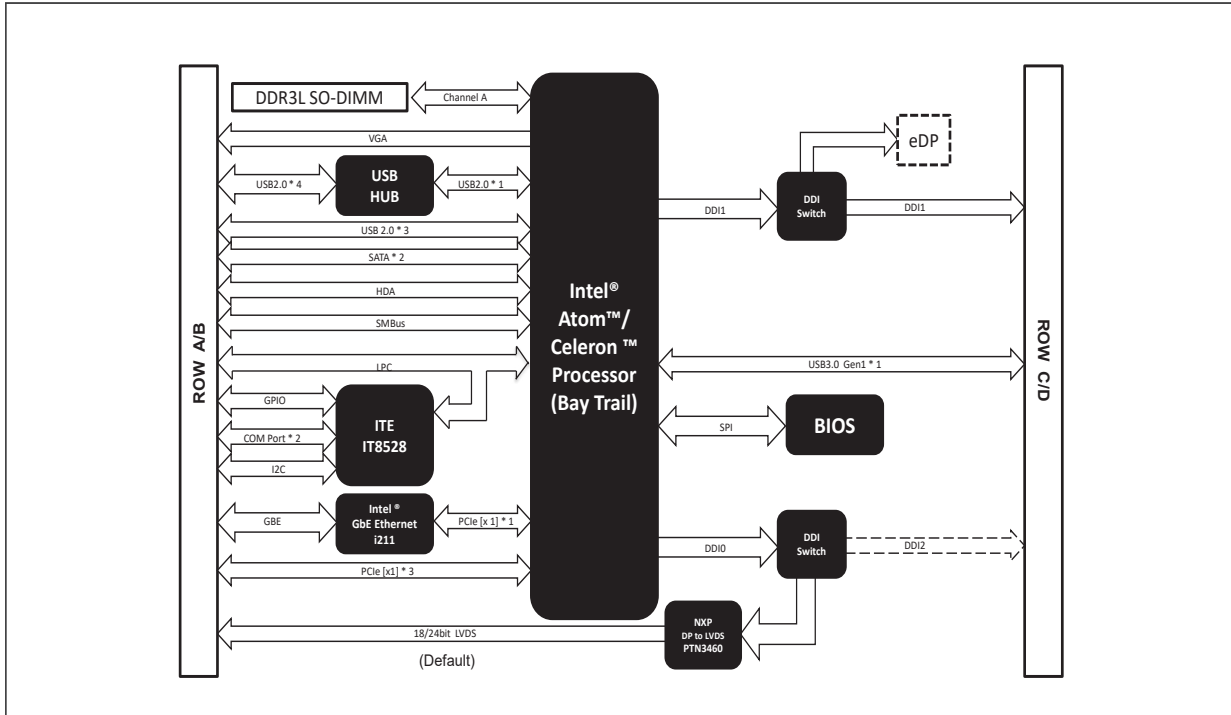 DDR3L SO-DIMM
Channel A
VGA
USB2.0 * 4
USB
HUB
USB2.0 * 1
USB 2.0 * 3
SATA * 2
HDA
SMBus
LPC
GPIO
COM Port * 2
I2C
ITE
IT8528
GBE
Intel ®
GbE Ethernet
i211
PCIe [x 1] * 1
PCIe [x1] * 3
18/24bit LVDS
(Default)
ROW A/B
Intel®
Atom™/
Celeron ™
Processor
(Bay Trail)
eDP
DDI1
DDI
Switch
DDI1
USB3.0 Gen1 * 1
SPI
BIOS
DDI0
DDI
Switch
DDI2
NXP
DP to LVDS
PTN3460
ROW C/D